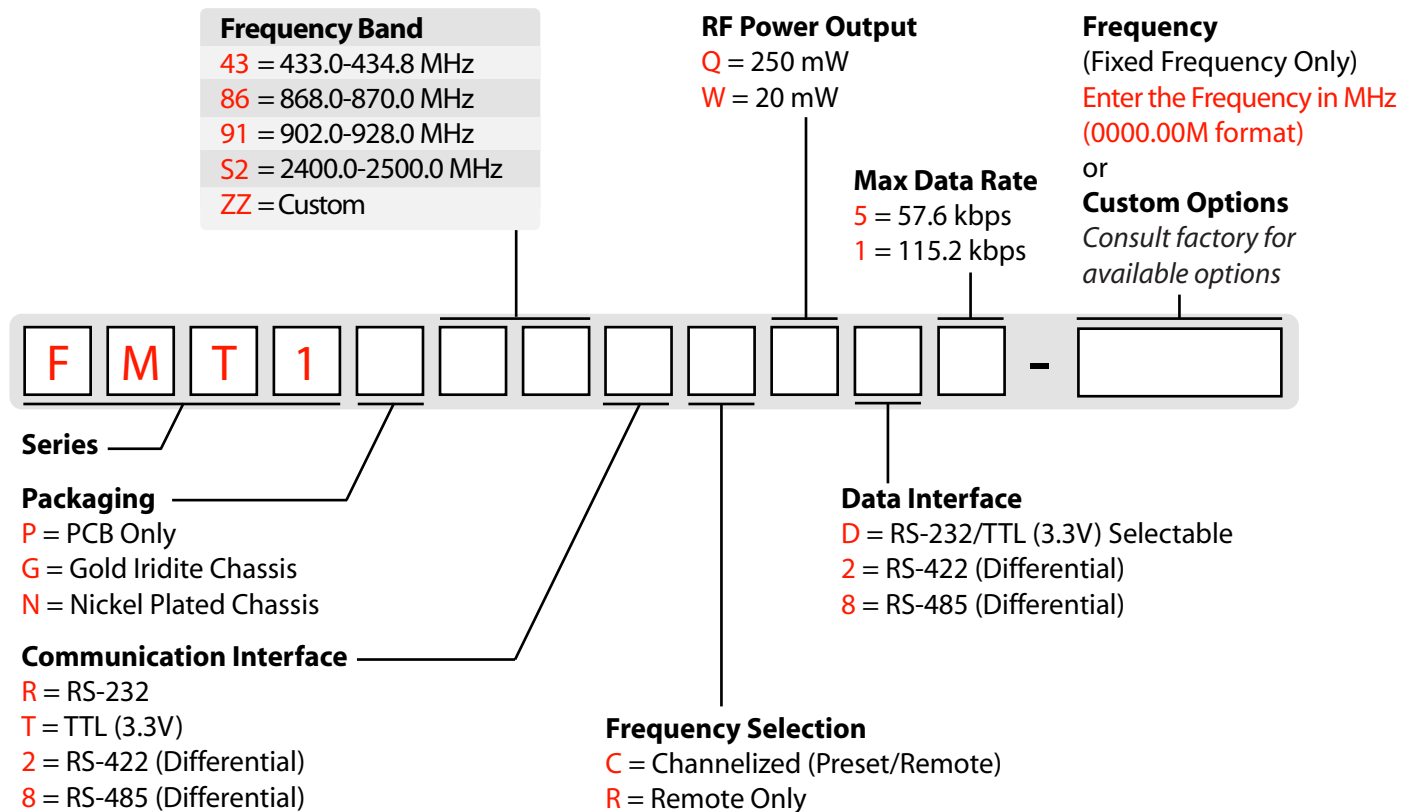 Frequency Band
43 = 433.0-434.8 MHz
86 = 868.0-870.0 MHz
91 = 902.0-928.0 MHz
S2 = 2400.0-2500.0 MHz
ZZ = Custom
RF Power Output
Q = 250 mW
W = 20 mW
Max Data Rate
5 = 57.6 kbps
1 = 115.2 kbps
Frequency
(Fixed Frequency Only)
Enter the Frequency in MHz
(0000.00M format)
or
Custom Options
Consult factory for
available options
F M T 1 -
Series
Packaging
P = PCB Only
G = Gold Iridite Chassis
N = Nickel Plated Chassis
Communication Interface
R = RS-232
T = TTL (3.3V)
2 = RS-422 (Differential)
8 = RS-485 (Differential)
Frequency Selection
C = Channelized (Preset/Remote)
R = Remote Only
Data Interface
D = RS-232/TTL (3.3V) Selectable
2 = RS-422 (Differential)
8 = RS-485 (Differential)